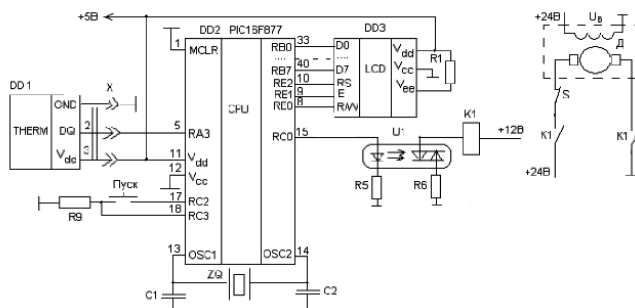 +5В
DD2 PIC16F877
DD3
+24В
Uв
Д
1
MCLR
RB0
33
D0
RB7
40
D7
RE2
10
RS
RE1
9
E
RE0
8
R/W
LCD
Vdd
Vcc
Vee
R1
DD1
X
GND
THERM
DQ
2
Vdd
3
CPU
5
RA3
11
Vdd
12
Vcc
RC0
15
U1
K1
+12В
S
K1
K1
+24В
Пуск
17
RC2
18
RC3
R9
R5
R6
13
OSC1
OSC2
14
ZQ
C1
C2